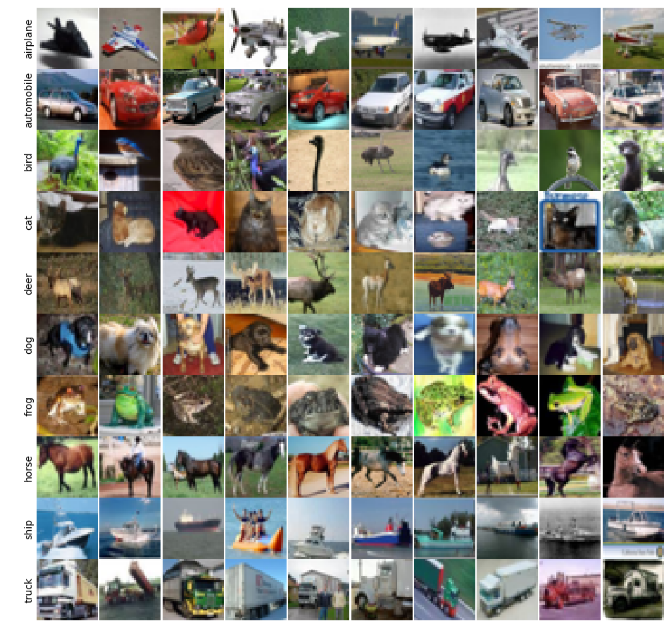 airplane
automobile
bird
cat
deer
dog
frog
horse
ship
truck